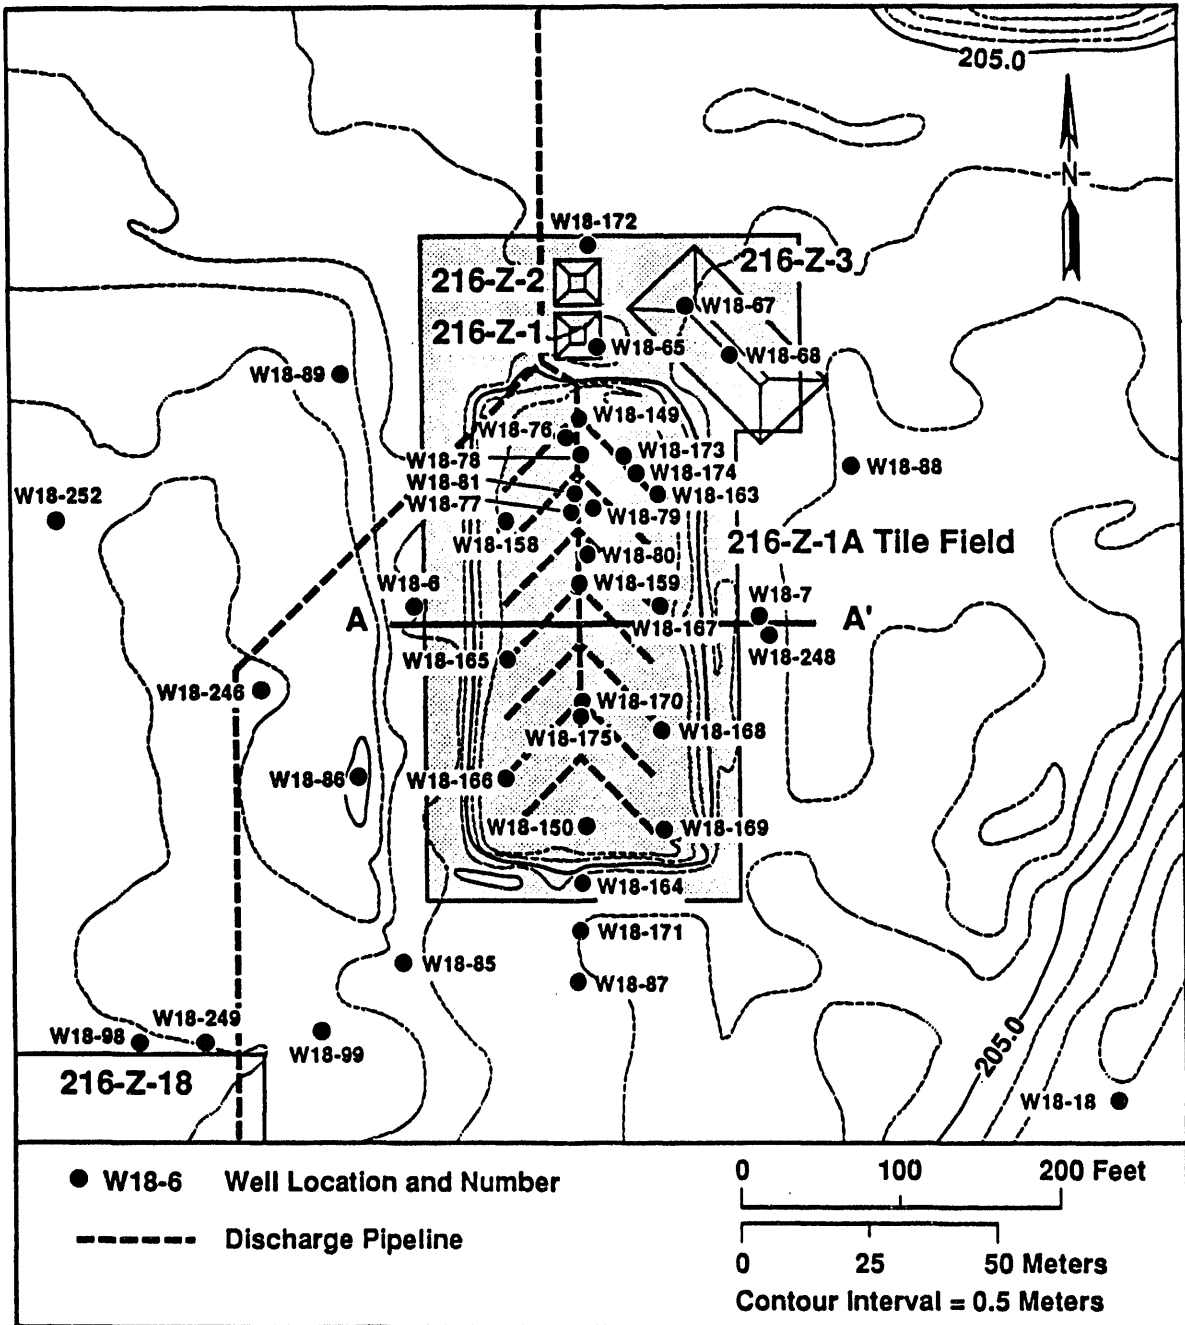 205.0
N
W18-172
216-Z-2
216-Z-3
W18-67
216-Z-1
W18-65
W18-68
W18-89
W18-149
W18-76
W18-173
W18-78
W18-174
W18-88
W18-81
W18-163
W18-252
W18-77
W18-79
W18-158
216-Z-1A Tile Field
W18-80
W18-6
W18-159
W18-7
A
A'
W18-167
W18-248
W18-165
W18-246
W18-170
W18-168
W18-175
W18-86
W18-166
W18-150
W18-169
W18-164
W18-171
W18-85
W18-87
W18-249
W18-98
W18-99
205.0
216-Z-18
W18-18
W18-6 Well Location and Number
Discharge Pipeline
0 100 200 Feet
0 25 50 Meters
Contour Interval = 0.5 Meters